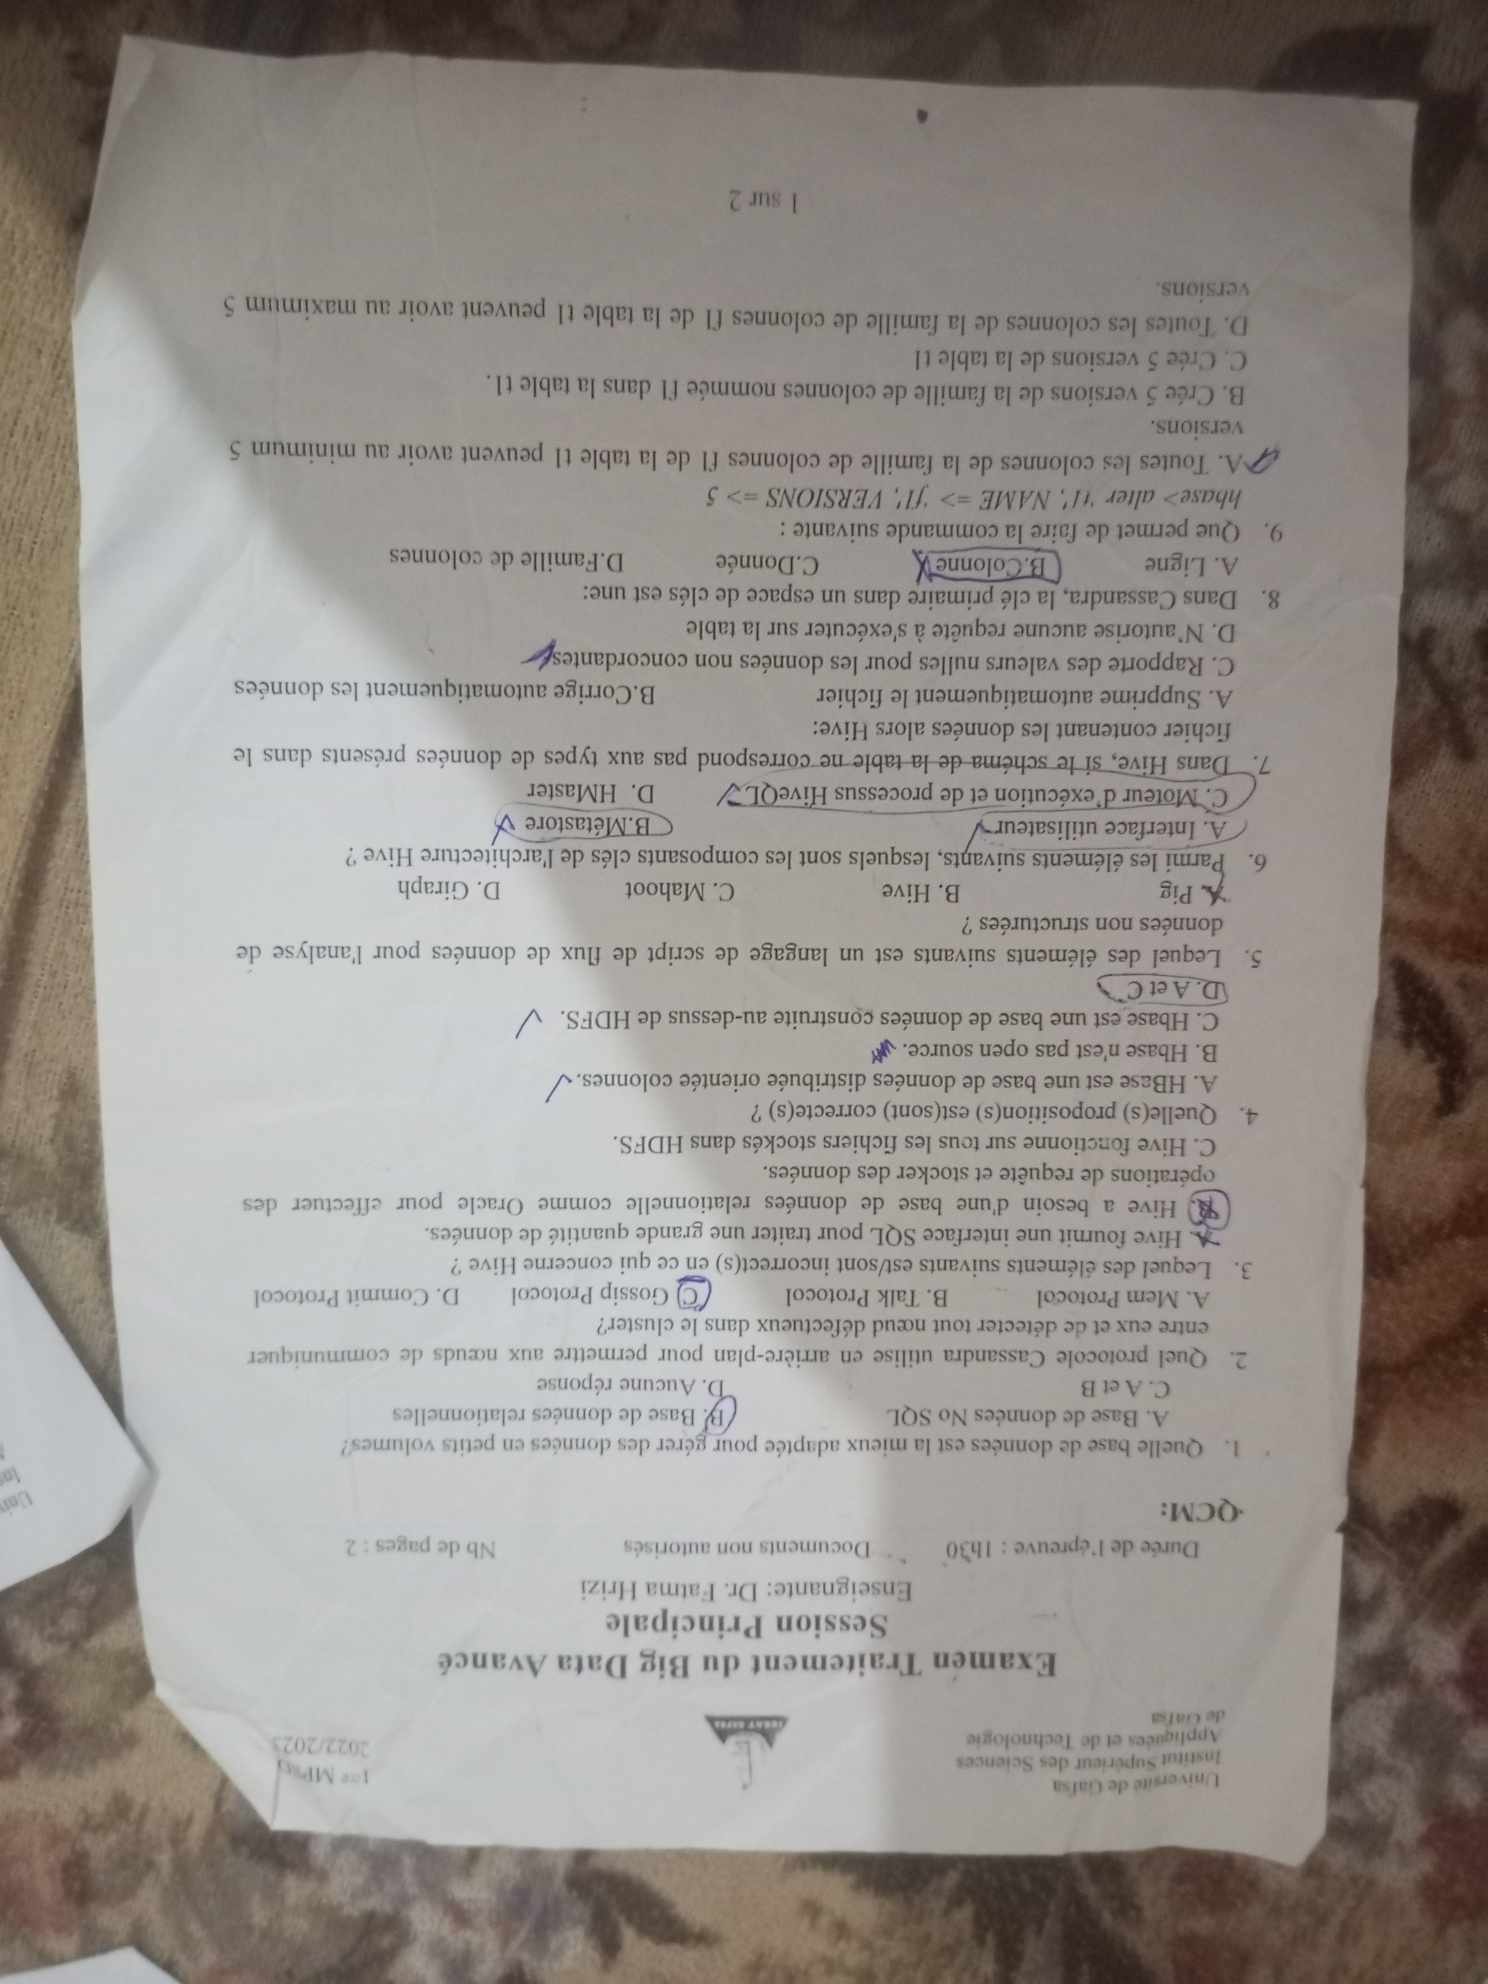 Université de Gafsa
Institut Supérieur des Sciences
Appliquées et de Technologie
de Gafsa
1ère
2022/2023
Examen Traitement du Big Data Avancé
Session Principale
Enseignante: Dr. Fatma Hrizi
Durée de l'épreuve : 1h30 Documents non autorisés Nb de pages : 2
QCM:
1. Quelle base de données est la mieux adaptée pour gérer des données en petits volumes?
A. Base de données No SQL B. Base de données relationnelles
C. A et B D. Aucune réponse
2. Quel protocole Cassandra utilise en arrière-plan pour permettre aux nœuds de communiquer
entre eux et de détecter tout nœud défectueux dans le cluster?
A. Mem Protocol B. Talk Protocol C Gossip Protocol D. Commit Protocol
3. Lequel des éléments suivants est/sont incorrect(s) en ce qui concerne Hive ?
A. Hive fournit une interface SQL pour traiter une grande quantité de données.
B. Hive a besoin d'une base de données relationnelle comme Oracle pour effectuer des
opérations de requête et stocker des données.
C. Hive fonctionne sur tous les fichiers stockés dans HDFS.
4. Quelle(s) proposition(s) est(sont) correcte(s) ?
A. HBase est une base de données distribuée orientée colonnes.
B. Hbase n'est pas open source.
C. Hbase est une base de données construite au-dessus de HDFS.
D. A et C
5. Lequel des éléments suivants est un langage de script de flux de données pour l'analyse de
données non structurées ?
A. Pig B. Hive C. Mahoot D. Giraph
6. Parmi les éléments suivants, lesquels sont les composants clés de l'architecture Hive ?
A. Interface utilisateur B.Métastore
C. Moteur d'exécution et de processus HiveQL D. HMaster
7. Dans Hive, si le schéma de la table ne correspond pas aux types de données présents dans le
fichier contenant les données alors Hive:
A. Supprime automatiquement le fichier B.Corrige automatiquement les données
C. Rapporte des valeurs nulles pour les données non concordantes
D. N'autorise aucune requête à s'exécuter sur la table
8. Dans Cassandra, la clé primaire dans un espace de clés est une:
A. Ligne B.Colonne C.Donnée D.Famille de colonnes
9. Que permet de faire la commande suivante :
hbase> alter 't1', NAME => 'f1', VERSIONS => 5
A. Toutes les colonnes de la famille de colonnes f1 de la table t1 peuvent avoir au minimum 5
versions.
B. Crée 5 versions de la famille de colonnes nommée f1 dans la table t1.
C. Crée 5 versions de la table t1
D. Toutes les colonnes de la famille de colonnes f1 de la table t1 peuvent avoir au maximum 5
versions.
1 sur 2